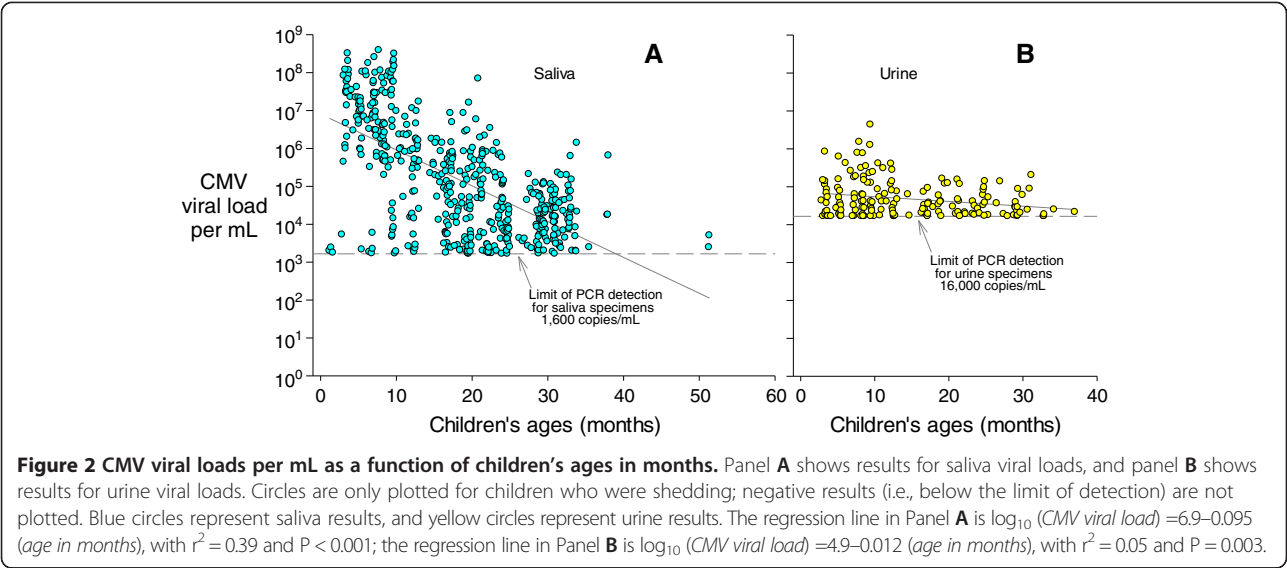 A
B
Saliva
Urine
10⁹
10⁸
10⁷
10⁶
10⁵
10⁴
10³
10²
10¹
10⁰
CMV
viral load
per mL
Limit of PCR detection
for saliva specimens
1,600 copies/mL
Limit of PCR detection
for urine specimens
16,000 copies/mL
0 10 20 30 40 50 60
0 10 20 30 40
Children's ages (months)
Children's ages (months)
Figure 2 CMV viral loads per mL as a function of children's ages in months. Panel A shows results for saliva viral loads, and panel B shows
results for urine viral loads. Circles are only plotted for children who were shedding; negative results (i.e., below the limit of detection) are not
plotted. Blue circles represent saliva results, and yellow circles represent urine results. The regression line in Panel A is log₁₀ (CMV viral load) =6.9–0.095
(age in months), with r² = 0.39 and P < 0.001; the regression line in Panel B is log₁₀ (CMV viral load) =4.9–0.012 (age in months), with r² = 0.05 and P = 0.003.